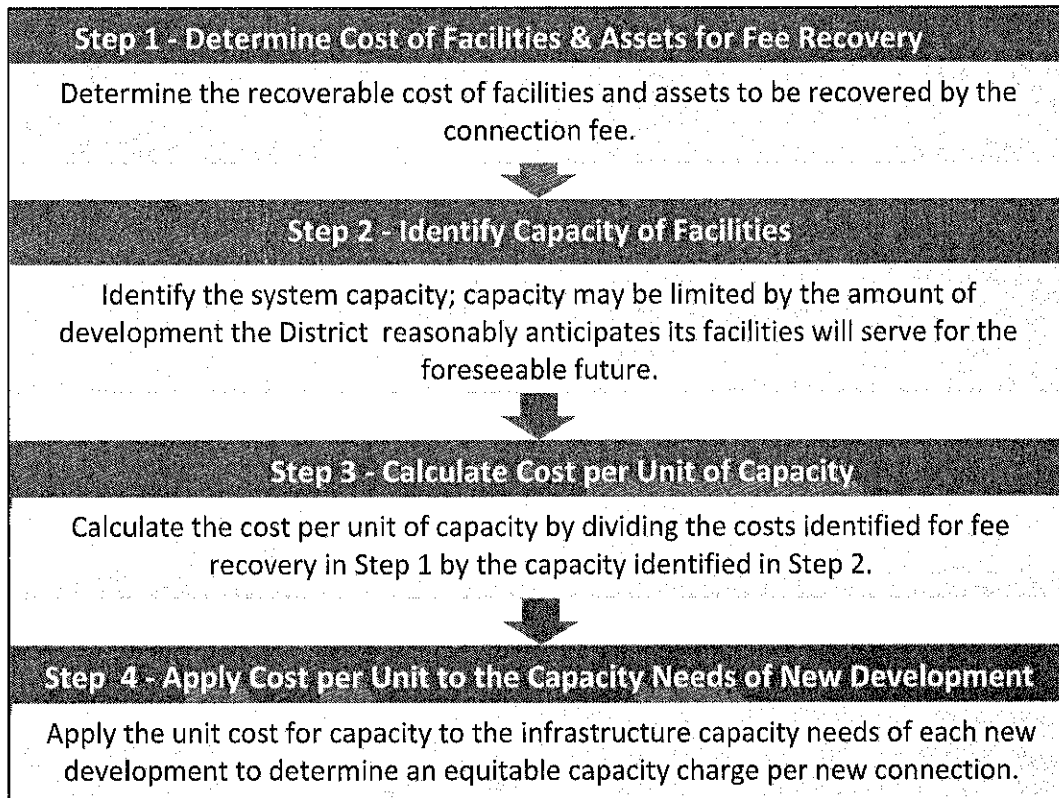 Step 1 - Determine Cost of Facilities & Assets for Fee Recovery
Determine the recoverable cost of facilities and assets to be recovered by the
connection fee.
Step 2 - Identify Capacity of Facilities
Identify the system capacity; capacity may be limited by the amount of
development the District reasonably anticipates its facilities will serve for the
foreseeable future.
Step 3 - Calculate Cost per Unit of Capacity
Calculate the cost per unit of capacity by dividing the costs identified for fee
recovery in Step 1 by the capacity identified in Step 2.
Step 4 - Apply Cost per Unit to the Capacity Needs of New Development
Apply the unit cost for capacity to the infrastructure capacity needs of each new
development to determine an equitable capacity charge per new connection.